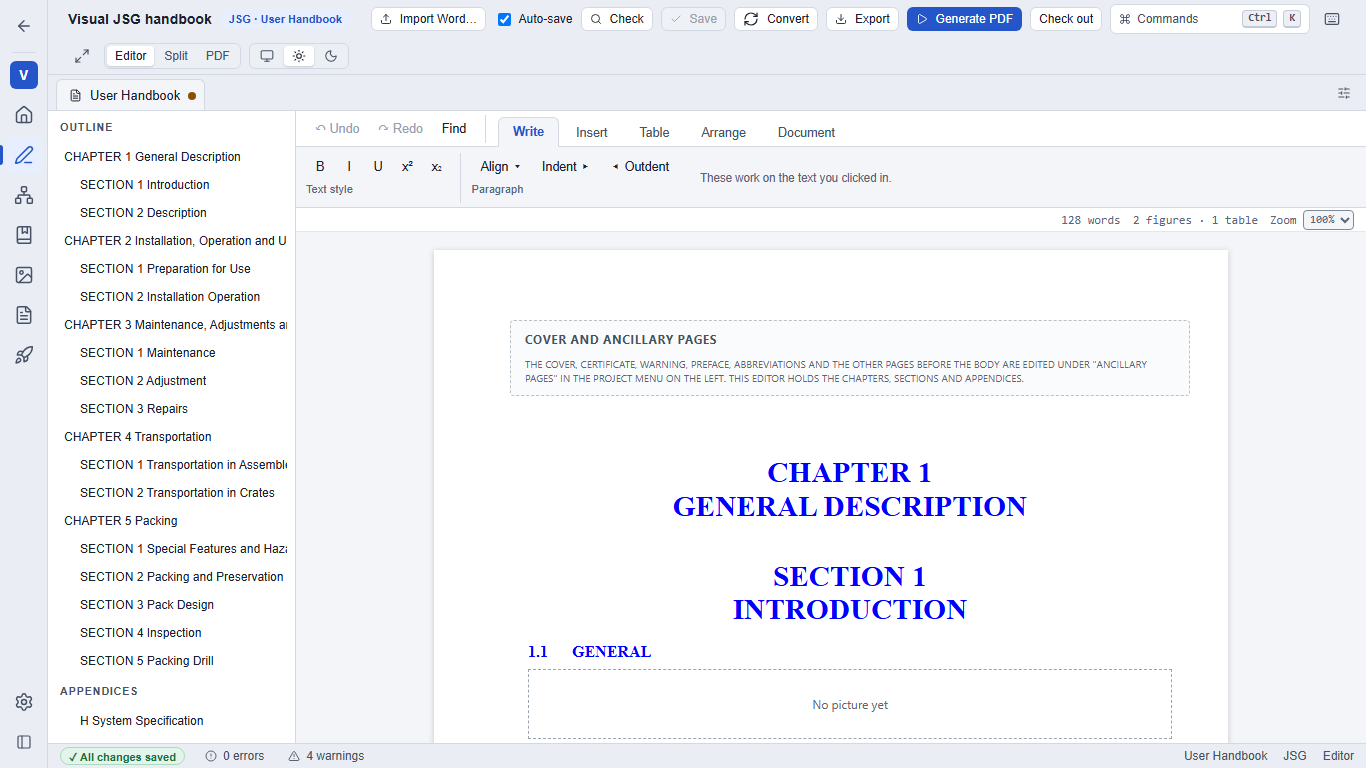 Visual JSG handbook
JSG · User Handbook
Import Word…
Auto-save
Check
Save
Convert
Export
Generate PDF
Check out
Commands
Ctrl
K
V
Editor
Split
PDF
User Handbook
OUTLINE
CHAPTER 1 General Description
SECTION 1 Introduction
SECTION 2 Description
CHAPTER 2 Installation, Operation and U
SECTION 1 Preparation for Use
SECTION 2 Installation Operation
CHAPTER 3 Maintenance, Adjustments a
SECTION 1 Maintenance
SECTION 2 Adjustment
SECTION 3 Repairs
CHAPTER 4 Transportation
SECTION 1 Transportation in Assemble
SECTION 2 Transportation in Crates
CHAPTER 5 Packing
SECTION 1 Special Features and Haza
SECTION 2 Packing and Preservation
SECTION 3 Pack Design
SECTION 4 Inspection
SECTION 5 Packing Drill
APPENDICES
H System Specification
Undo
Redo
Find
Write
Insert
Table
Arrange
Document
B
I
U
x²
x₂
Text style
Align
Indent
Outdent
Paragraph
These work on the text you clicked in.
128 words 2 figures · 1 table Zoom 100%
COVER AND ANCILLARY PAGES
THE COVER, CERTIFICATE, WARNING, PREFACE, ABBREVIATIONS AND THE OTHER PAGES BEFORE THE BODY ARE EDITED UNDER "ANCILLARY
PAGES" IN THE PROJECT MENU ON THE LEFT. THIS EDITOR HOLDS THE CHAPTERS, SECTIONS AND APPENDICES.
CHAPTER 1
GENERAL DESCRIPTION
SECTION 1
INTRODUCTION
1.1 GENERAL
No picture yet
✓ All changes saved
0 errors
4 warnings
User Handbook
JSG
Editor